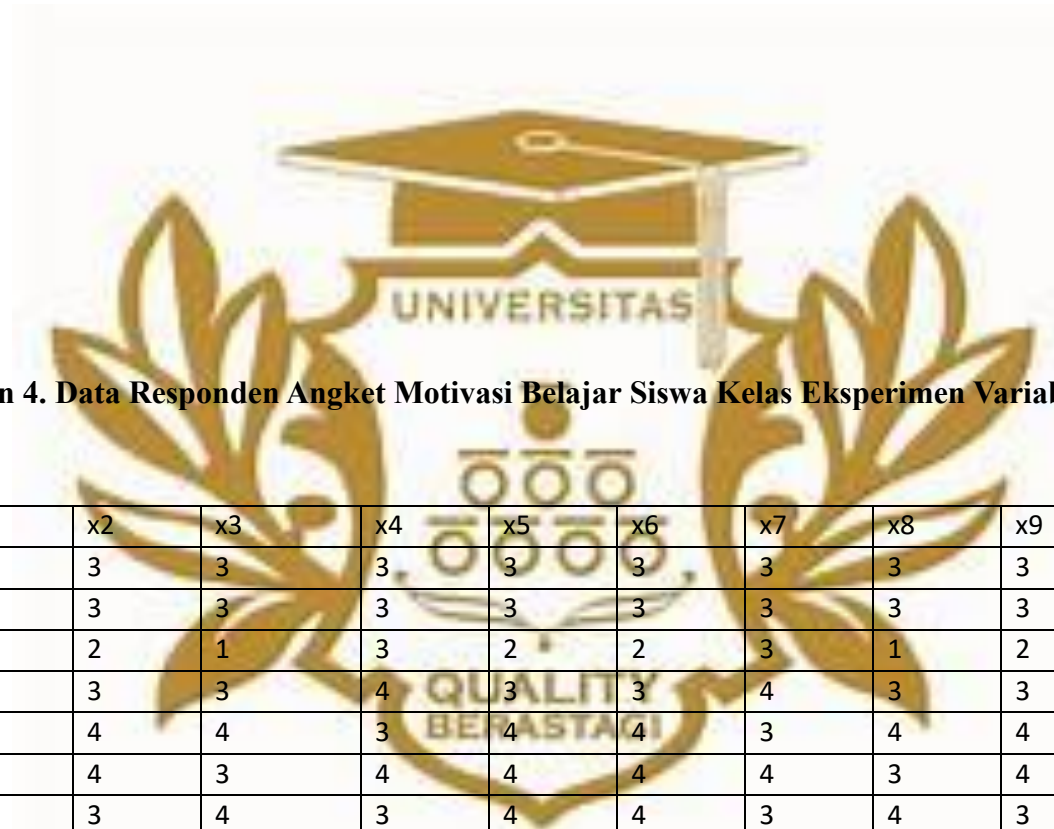 UNIVERSITAS
n 4. Data Responden Angket Motivasi Belajar Siswa Kelas Eksperimen Variab
x2 x3 x4 x5 x6 x7 x8 x9
3 3 3 3 3 3 3 3
3 3 3 3 3 3 3 3
2 1 3 2 2 3 1 2
3 3 4 3 3 4 3 3
QUALITY
4 4 3 4 4 3 4 4
BERASTAGI
4 3 4 4 4 4 3 4
3 4 3 4 4 3 4 3